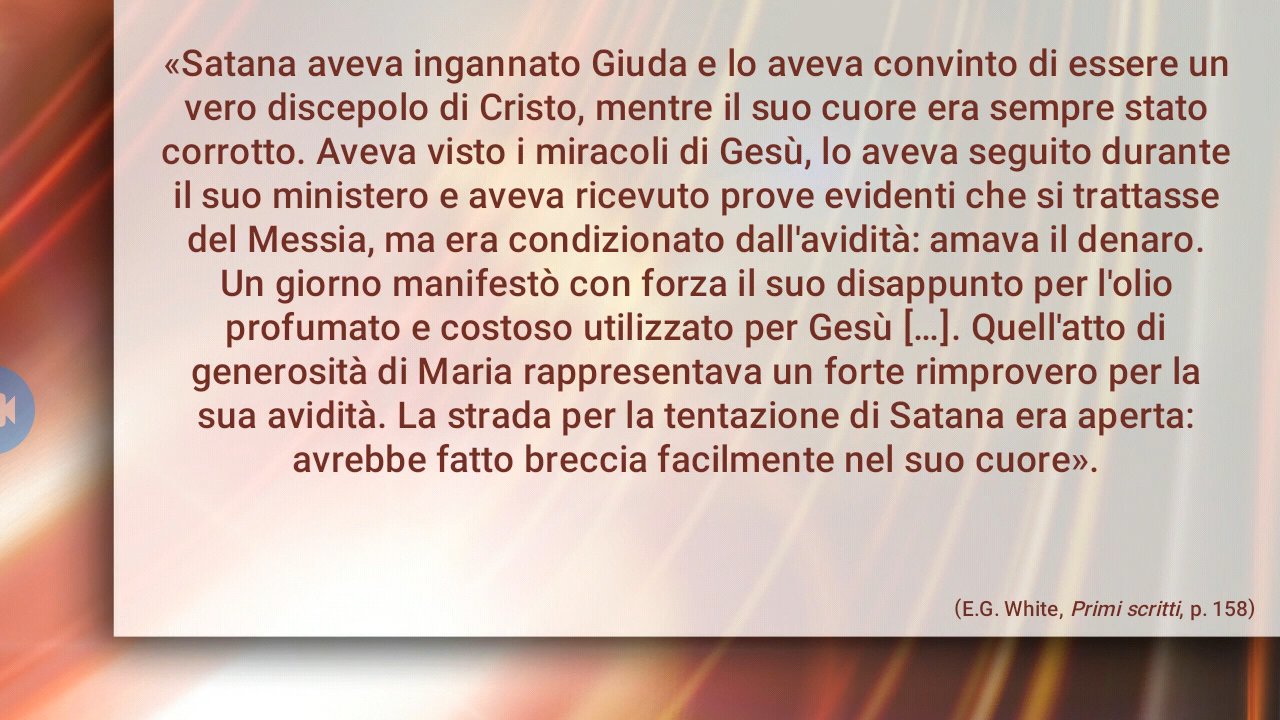 «Satana aveva ingannato Giuda e lo aveva convinto di essere un
vero discepolo di Cristo, mentre il suo cuore era sempre stato
corrotto. Aveva visto i miracoli di Gesù, lo aveva seguito durante
il suo ministero e aveva ricevuto prove evidenti che si trattasse
del Messia, ma era condizionato dall'avidità: amava il denaro.
Un giorno manifestò con forza il suo disappunto per l'olio
profumato e costoso utilizzato per Gesù [...]. Quell'atto di
generosità di Maria rappresentava un forte rimprovero per la
sua avidità. La strada per la tentazione di Satana era aperta:
avrebbe fatto breccia facilmente nel suo cuore».
(E.G. White, Primi scritti, p. 158)